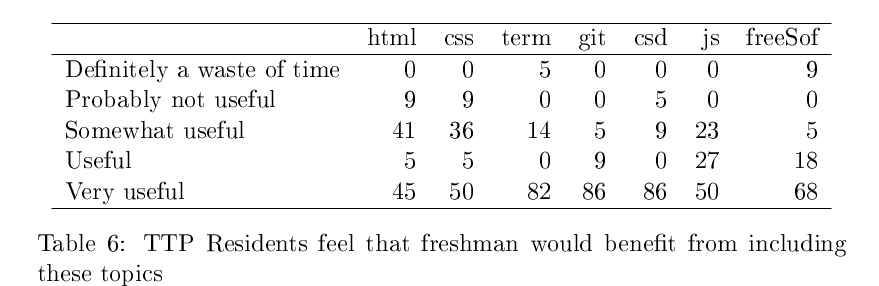 html css term git csd js freeSof
Definitely a waste of time 0 0 5 0 0 0 9
Probably not useful 9 9 0 0 5 0 0
Somewhat useful 41 36 14 5 9 23 5
Useful 5 5 0 9 0 27 18
Very useful 45 50 82 86 86 50 68
Table 6: TTP Residents feel that freshman would benefit from including
these topics